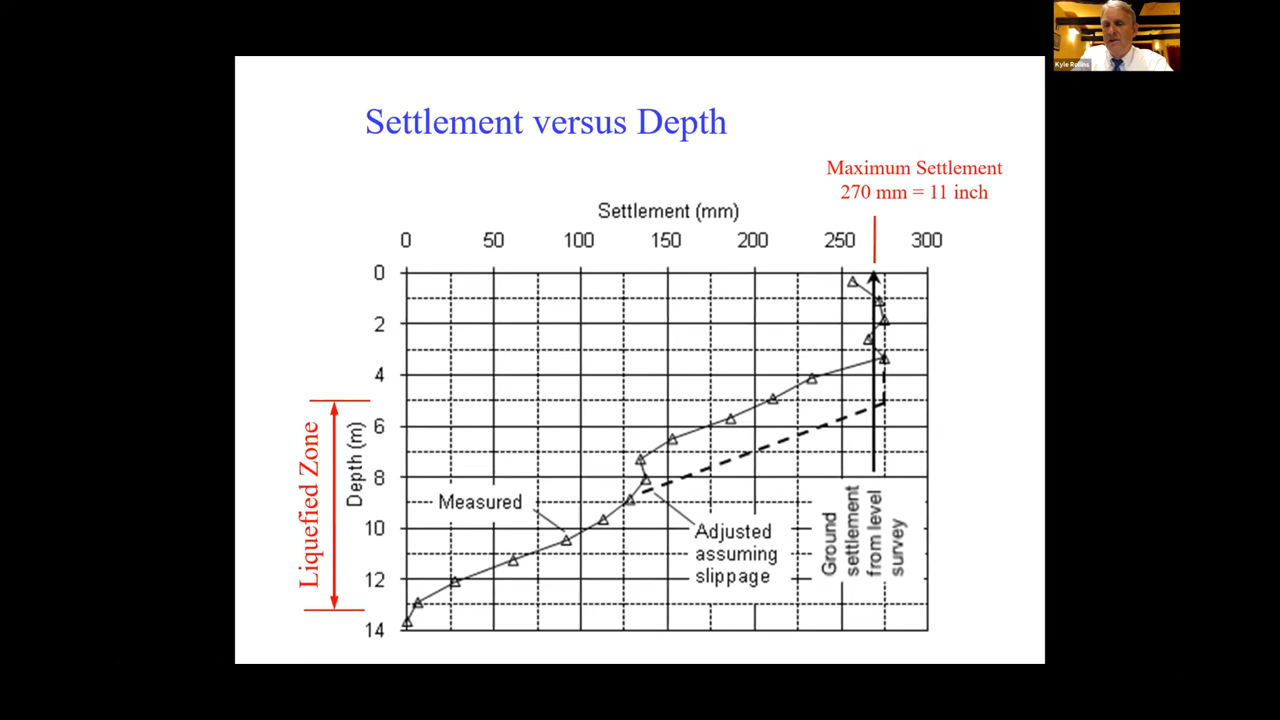 Kyle Rollins
Settlement versus Depth
Maximum Settlement
270 mm = 11 inch
Settlement (mm)
0 50 100 150 200 250 300
0
2
4
6
8
10
12
14
Depth (m)
Liquefied Zone
Measured
Adjusted
assuming
slippage
Ground
settlement
from level
survey